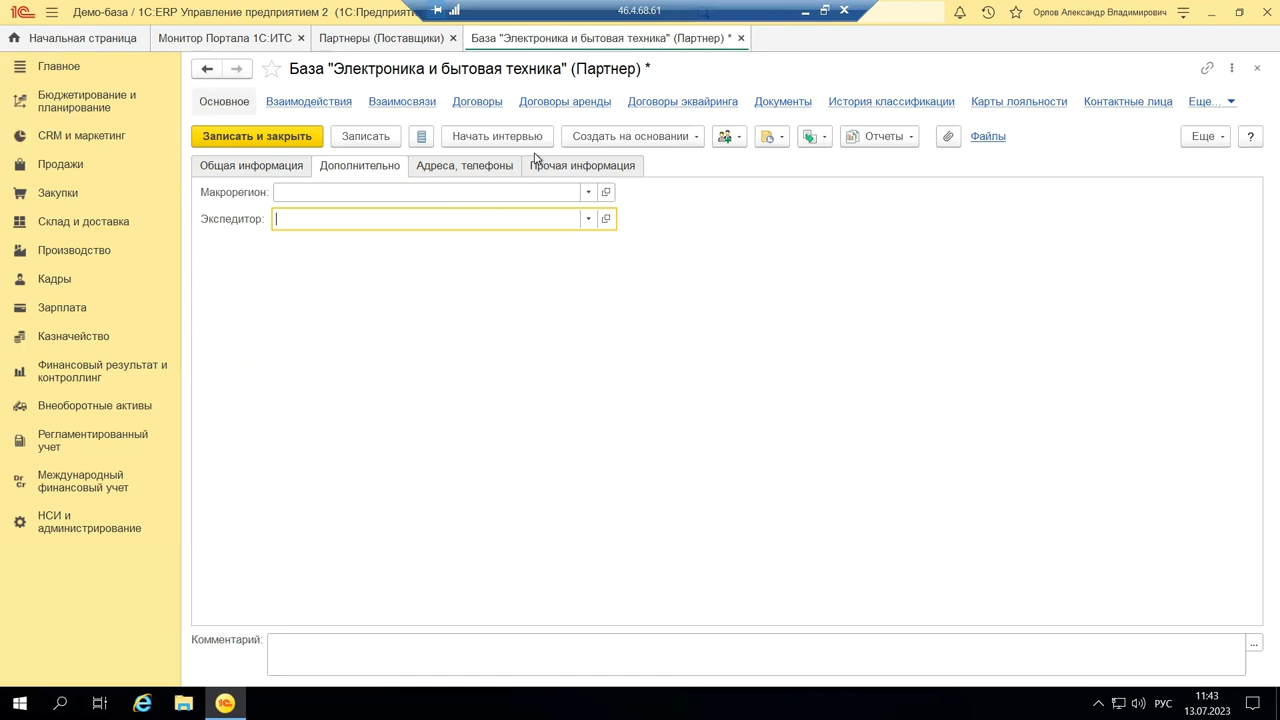 Демо-база / 1С:ERP Управление предприятием 2 (1С:Предприяти
46.4.68.61
Орлов Александр Владимирович
Начальная страница
Монитор Портала 1С:ИТС ×
Партнеры (Поставщики) ×
База "Электроника и бытовая техника" (Партнер) * ×
Главное
Бюджетирование и
планирование
CRM и маркетинг
Продажи
Закупки
Склад и доставка
Производство
Кадры
Зарплата
Казначейство
Финансовый результат и
контроллинг
Внеоборотные активы
Регламентированный
учет
Международный
финансовый учет
НСИ и
администрирование
База "Электроника и бытовая техника" (Партнер) *
Основное Взаимодействия Взаимосвязи Договоры Договоры аренды Договоры эквайринга Документы История классификации Карты лояльности Контактные лица Еще...
Записать и закрыть Записать Начать интервью Создать на основании Отчеты Файлы Еще ?
Общая информация Дополнительно Адреса, телефоны Прочая информация
Макрорегион:
Экспедитор:
Комментарий:
...
РУС
11:43
13.07.2023